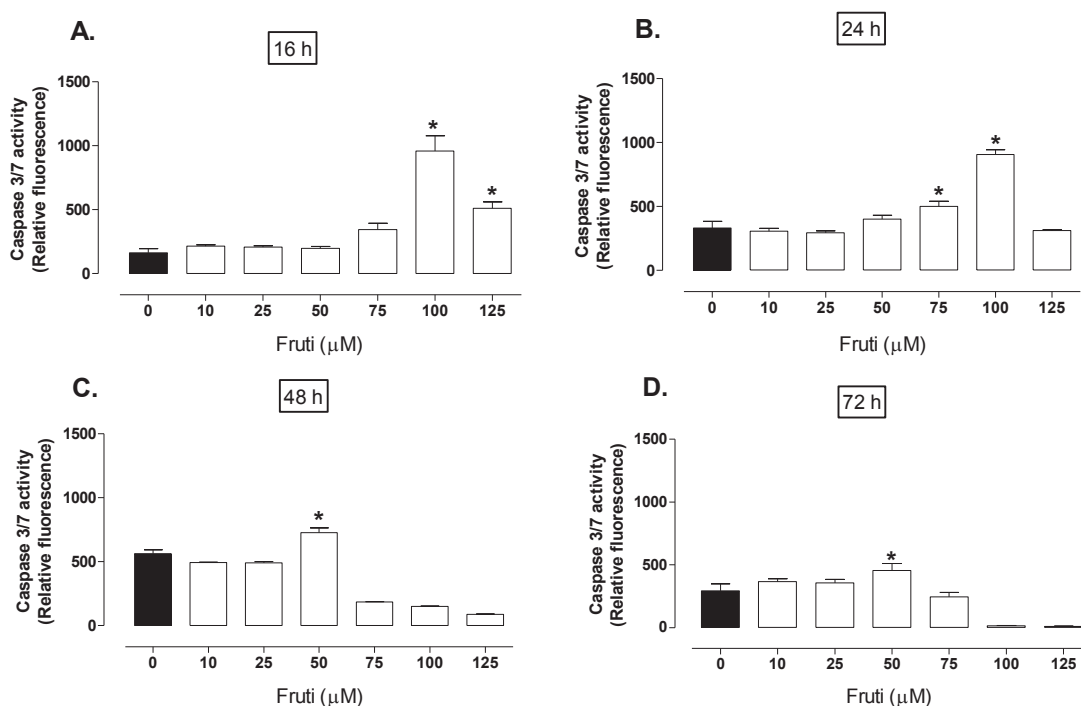 A.
16 h
Caspase 3/7 activity
(Relative fluorescence)
1500
1000
500
0
*
*
0 10 25 50 75 100 125
Fruti (μM)
B.
24 h
Caspase 3/7 activity
(Relative fluorescence)
1500
1000
500
0
*
*
0 10 25 50 75 100 125
Fruti (μM)
C.
48 h
Caspase 3/7 activity
(Relative fluorescence)
1500
1000
500
0
*
0 10 25 50 75 100 125
Fruti (μM)
D.
72 h
Caspase 3/7 activity
(Relative fluorescence)
1500
1000
500
0
*
0 10 25 50 75 100 125
Fruti (μM)